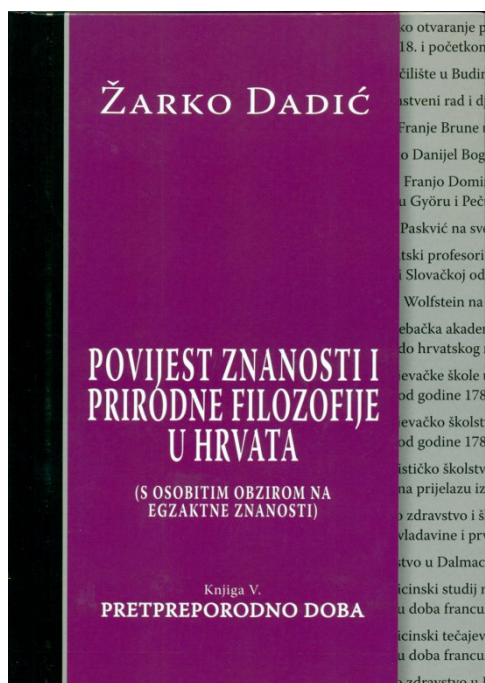 ŽARKO DADIĆ
POVIJEST ZNANOSTI I
PRIRODNE FILOZOFIJE
U HRVATA
(S OSOBITIM OBZIROM NA
EGZAKTNE ZNANOSTI)
Knjiga V.
PRETPREPORODNO DOBA
ko otvaranje p
18. i početkom
čilište u Budim
stveni rad i dj
Franje Brune u
o Danijel Bog
Franjo Domi
u Györu i Peč
Paskvić na sve
tski profesori
i Slovačkoj od
Wolfstein na
ebačka akadem
do hrvatskog n
evačke škole u
od godine 178
evačko školst
od godine 178
ističko školstv
na prijelazu iz
o zdravstvo i š
vladavine i prv
stvo u Dalmac
icinski studij n
u doba francu
icinski tečajev
u doba francu